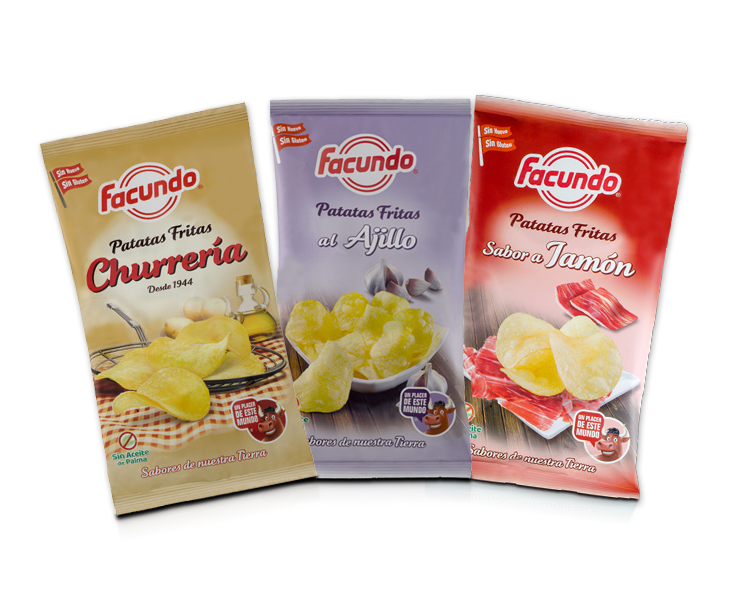 Sin Huevo
Sin Gluten
Facundo®
Patatas Fritas
Churrería
Desde 1944
UN PLACER
DE ESTE
MUNDO
Sin Aceite
de Palma
Sabores de nuestra Tierra
Sin Huevo
Sin Gluten
Facundo®
Patatas Fritas
al Ajillo
UN PLACER
DE ESTE
MUNDO
Sabores de nuestra Tierra
Sin Huevo
Sin Gluten
Facundo®
Patatas Fritas
Sabor a Jamón
UN PLACER
DE ESTE
MUNDO
Sabores de nuestra Tierra